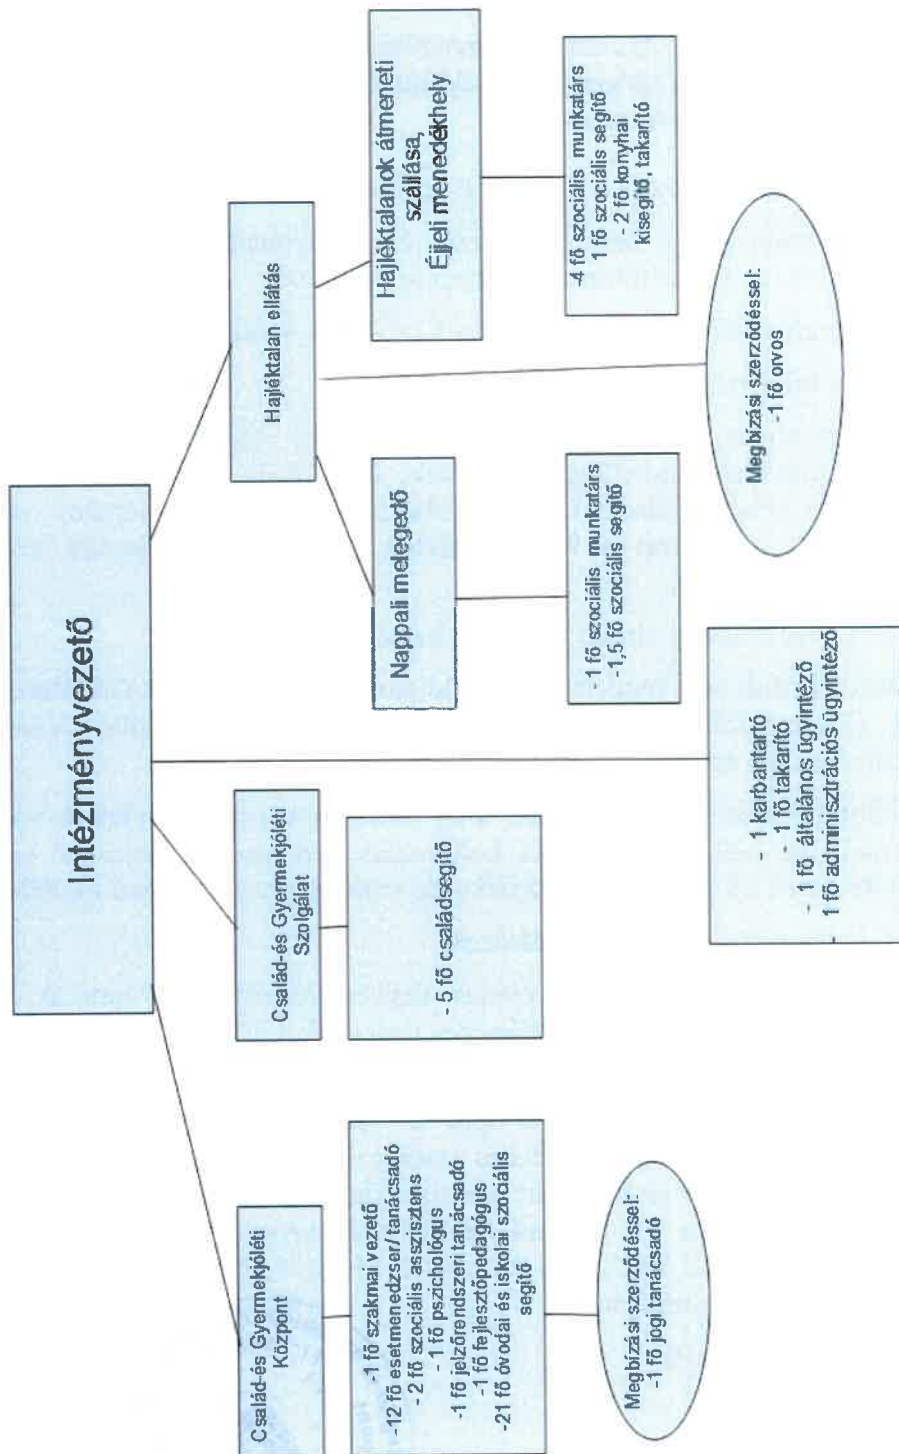 Intézményvezető
Család-és Gyermekjóléti
Központ
-1 fő szakmai vezető
-12 fő esetmenedzser/tanácsadó
- 2 fő szociális asszisztens
- 1 fő pszichológus
-1 fő jelzőrendszeri tanácsadó
-1 fő fejlesztőpedagógus
-21 fő óvodai és iskolai szociális
segítő
Megbízási szerződéssel:
-1 fő jogi tanácsadó
Család-és Gyermekjóléti
Szolgálat
- 5 fő családsegítő
- 1 karbantartó
- 1 fő takarító
- 1 fő általános ügyintéző
1 fő adminisztrációs ügyintéző
Hajléktalan ellátás
Nappali melegedő
- 1 fő szociális munkatárs
- 1,5 fő szociális segítő
Hajléktalanok átmeneti
szállása,
Éjjeli menedékhely
-4 fő szociális munkatárs
1 fő szociális segítő
- 2 fő konyhai
kisegítő, takarító
Megbízási szerződéssel:
-1 fő orvos